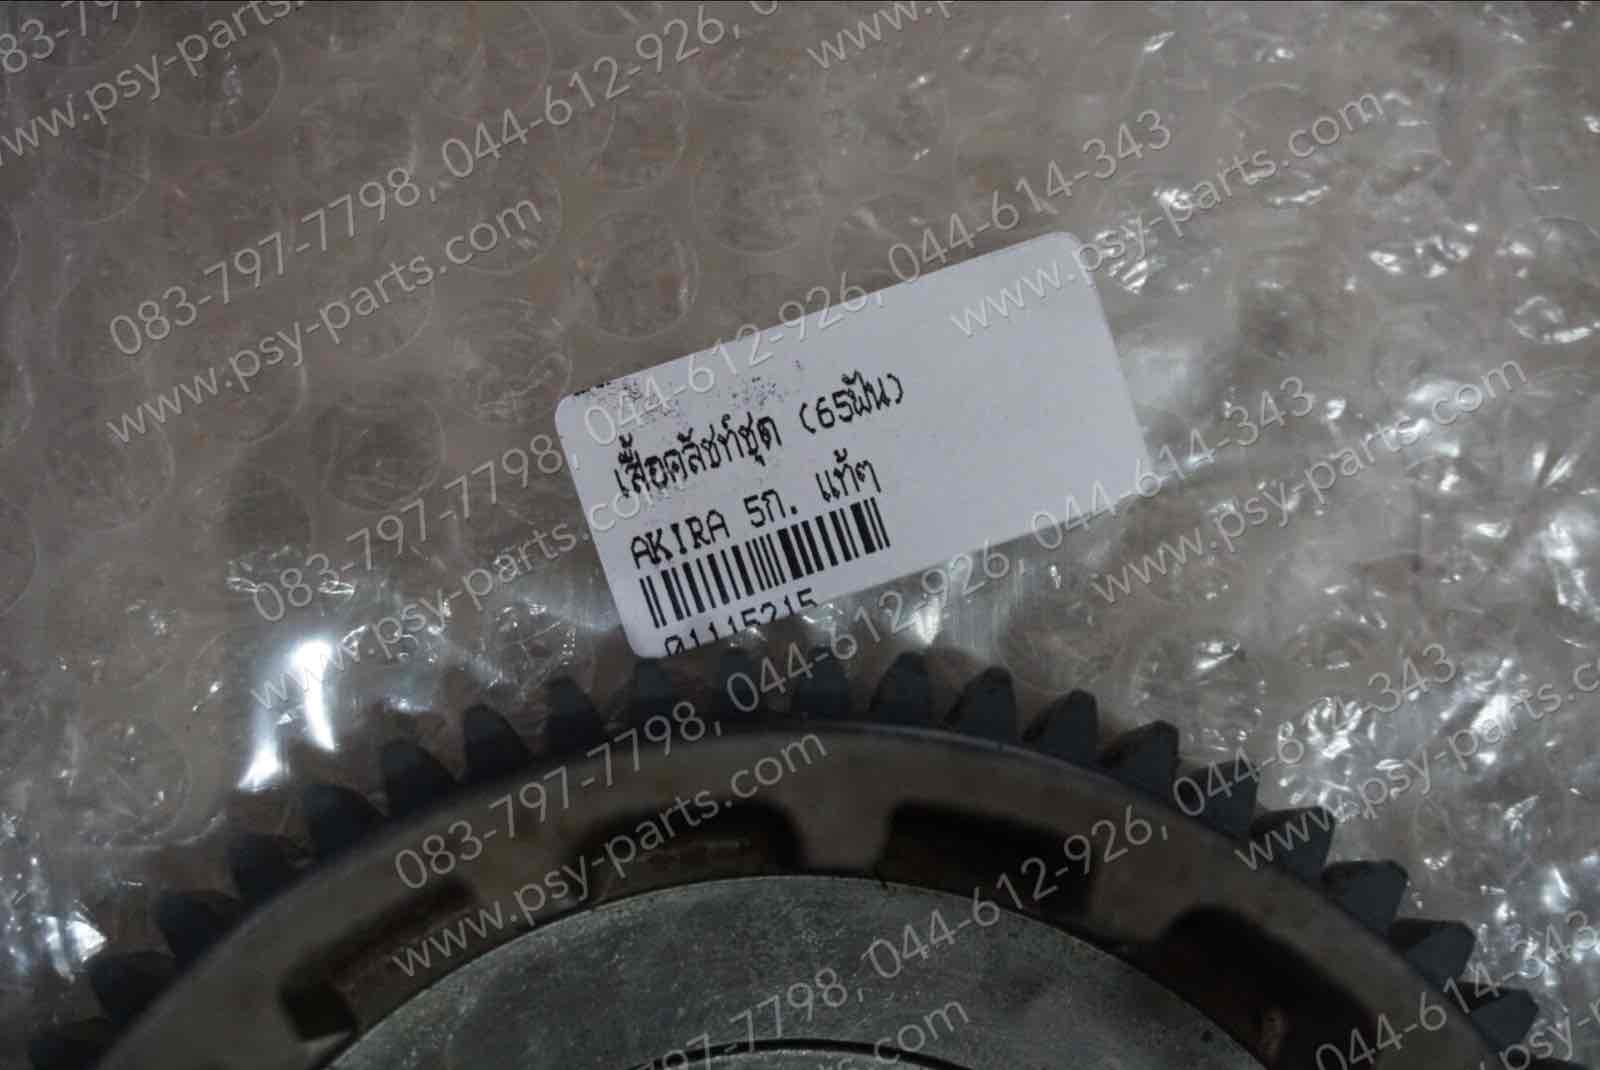 เสื้อคลัชท์ชุด (65ฟัน)
AKIRA 5ก. แท้ๆ
083-797-7798, 044-612-926, 044-614-343
www.psy-parts.com